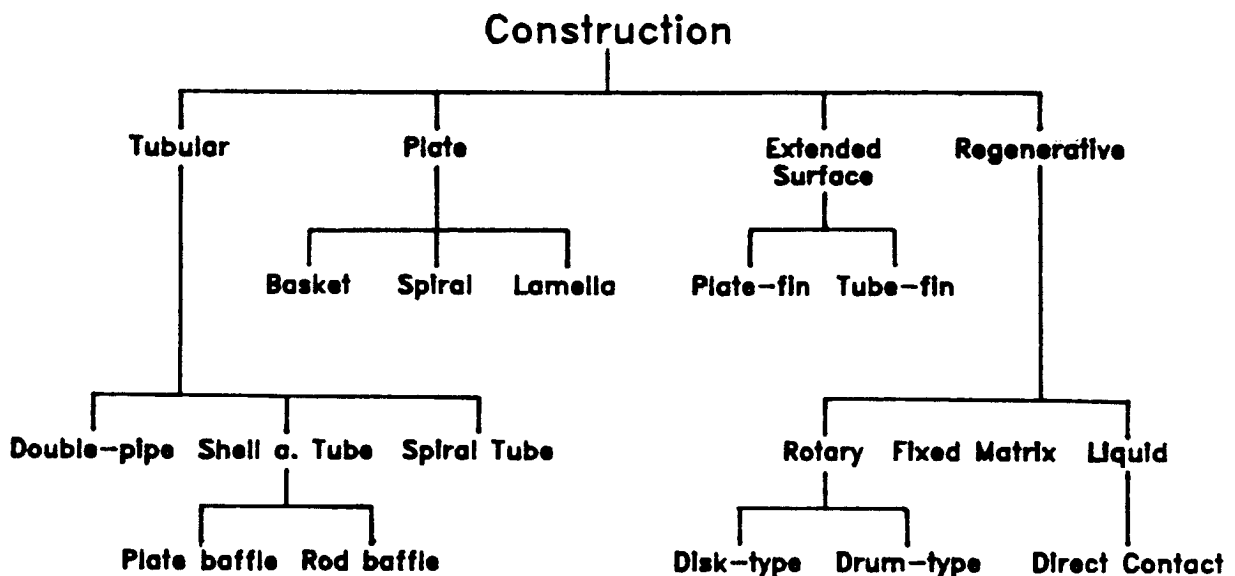 Construction
Tubular Plate Extended Surface Regenerative
Basket Spiral Lamella Plate-fin Tube-fin
Double-pipe Shell a. Tube Spiral Tube Rotary Fixed Matrix Liquid
Plate baffle Rod baffle Disk-type Drum-type Direct Contact